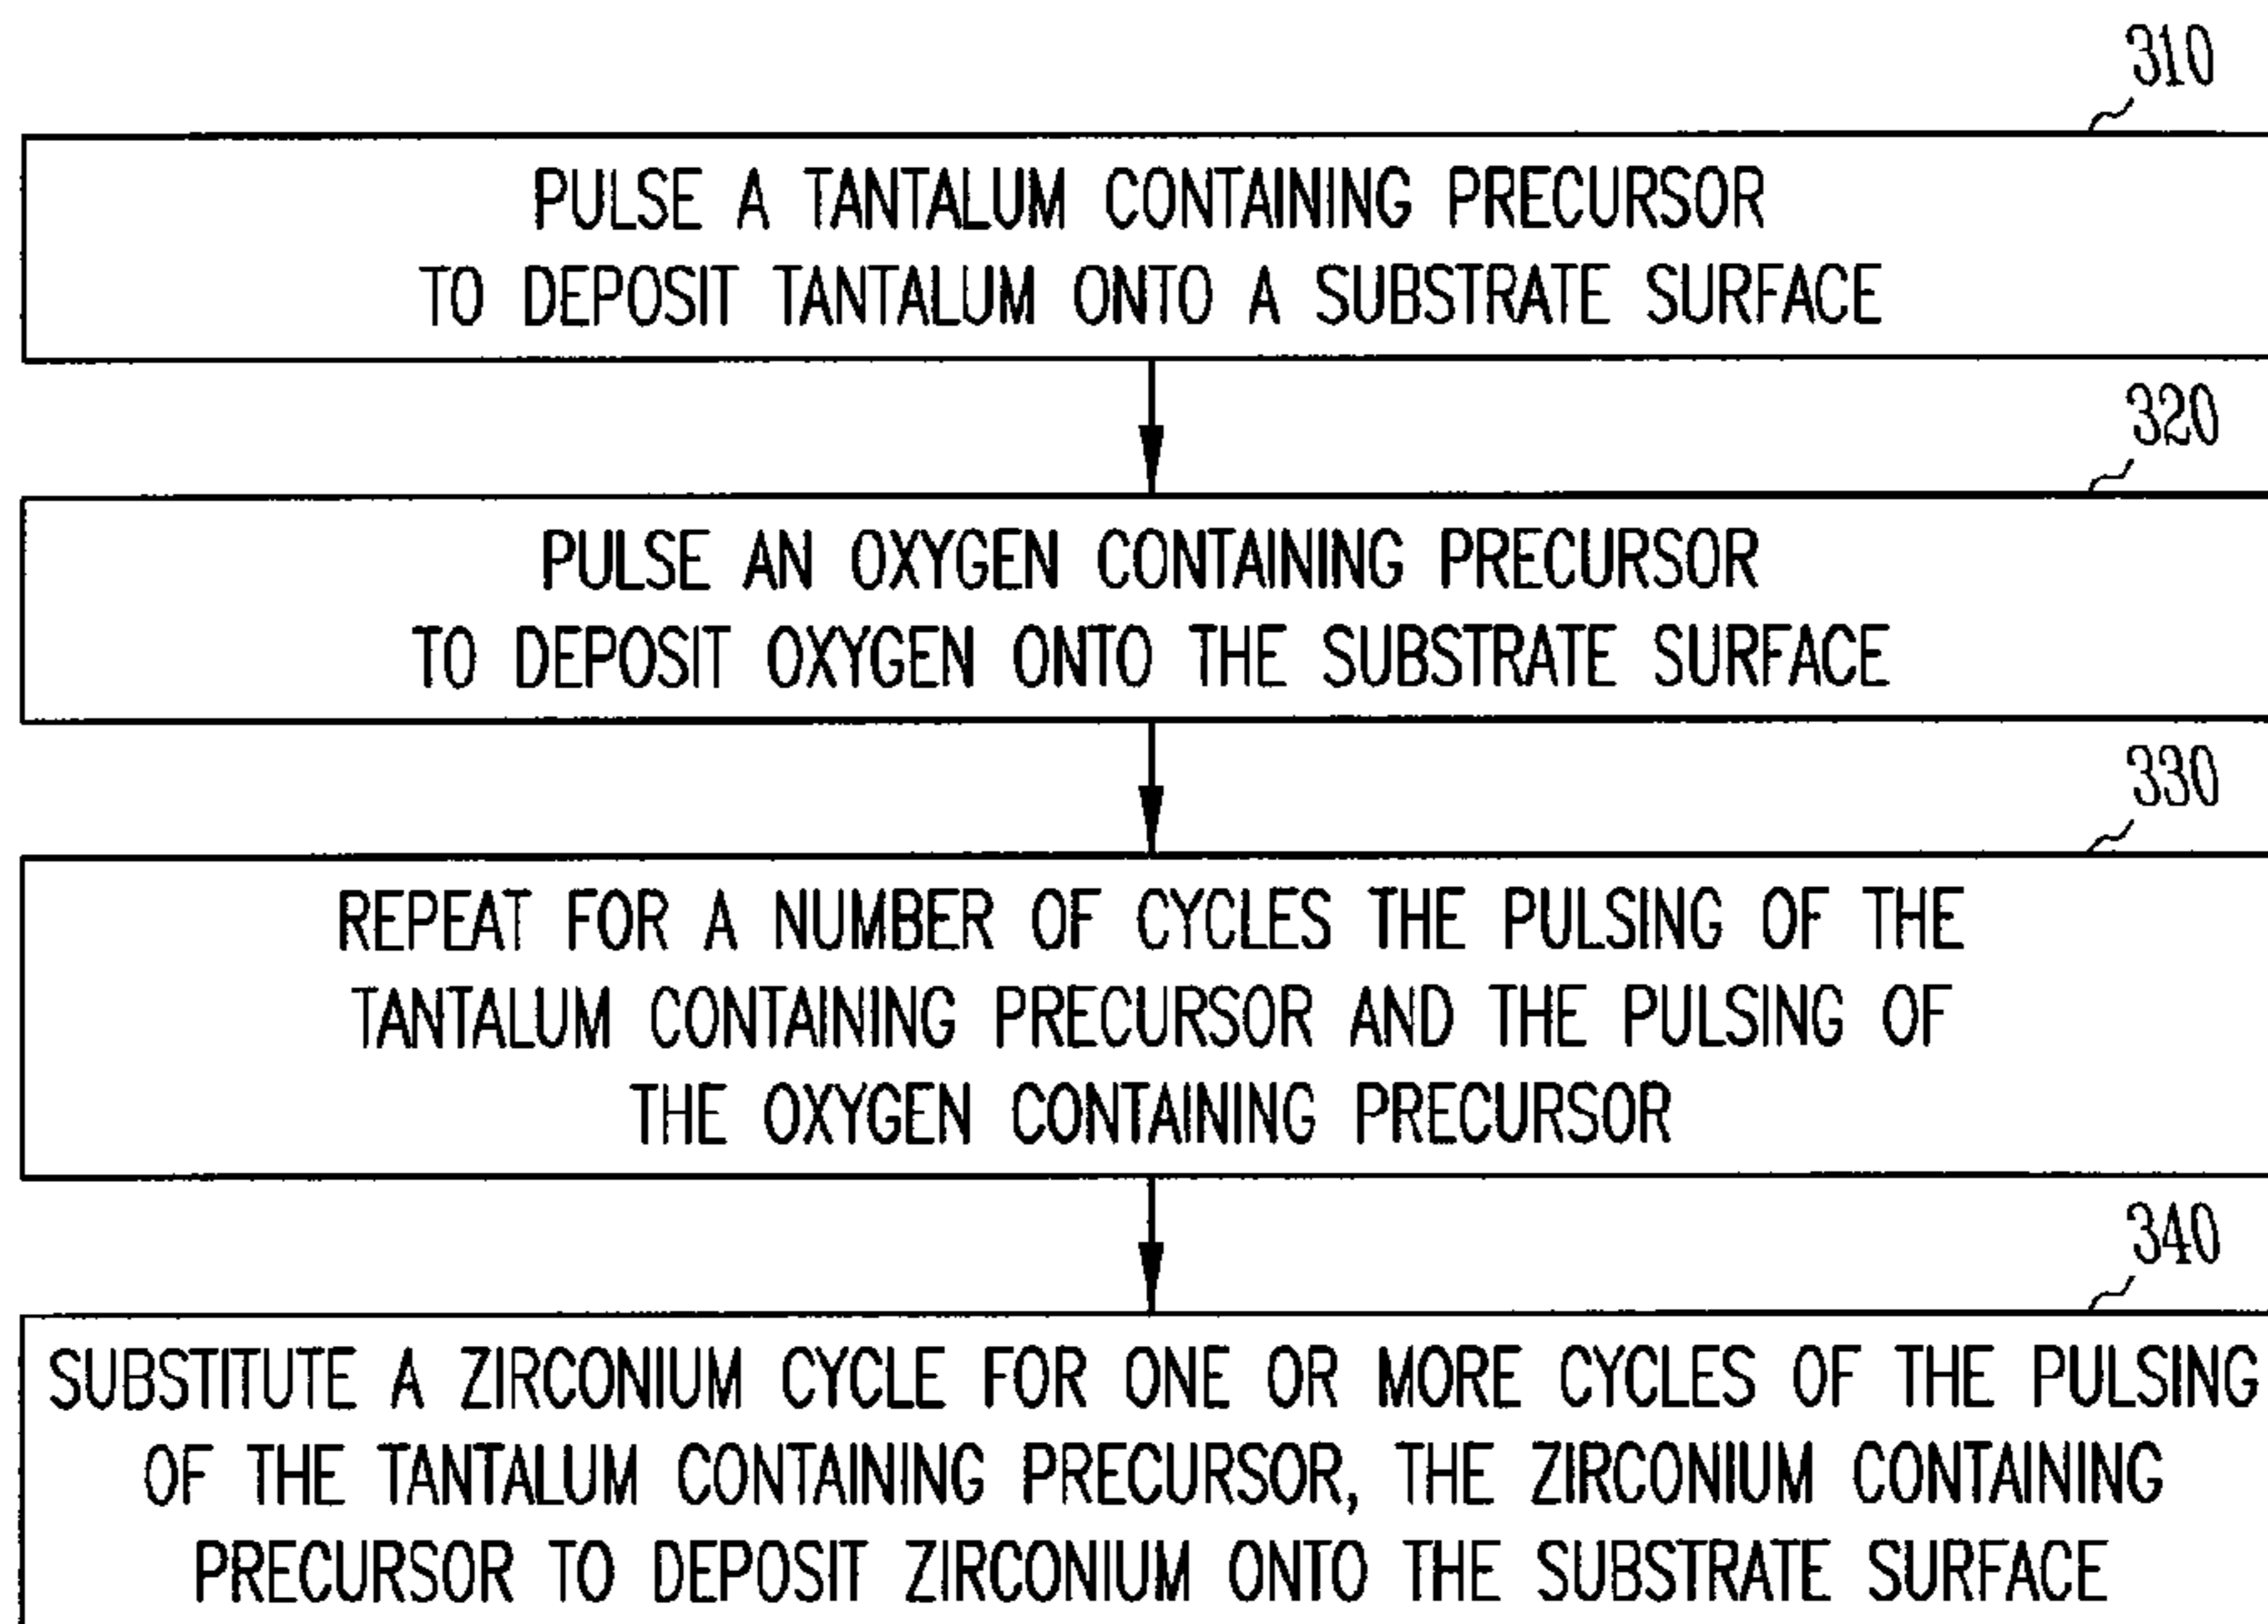 310
PULSE A TANTALUM CONTAINING PRECURSOR
TO DEPOSIT TANTALUM ONTO A SUBSTRATE SURFACE
320
PULSE AN OXYGEN CONTAINING PRECURSOR
TO DEPOSIT OXYGEN ONTO THE SUBSTRATE SURFACE
330
REPEAT FOR A NUMBER OF CYCLES THE PULSING OF THE
TANTALUM CONTAINING PRECURSOR AND THE PULSING OF
THE OXYGEN CONTAINING PRECURSOR
340
SUBSTITUTE A ZIRCONIUM CYCLE FOR ONE OR MORE CYCLES OF THE PULSING
OF THE TANTALUM CONTAINING PRECURSOR, THE ZIRCONIUM CONTAINING
PRECURSOR TO DEPOSIT ZIRCONIUM ONTO THE SUBSTRATE SURFACE